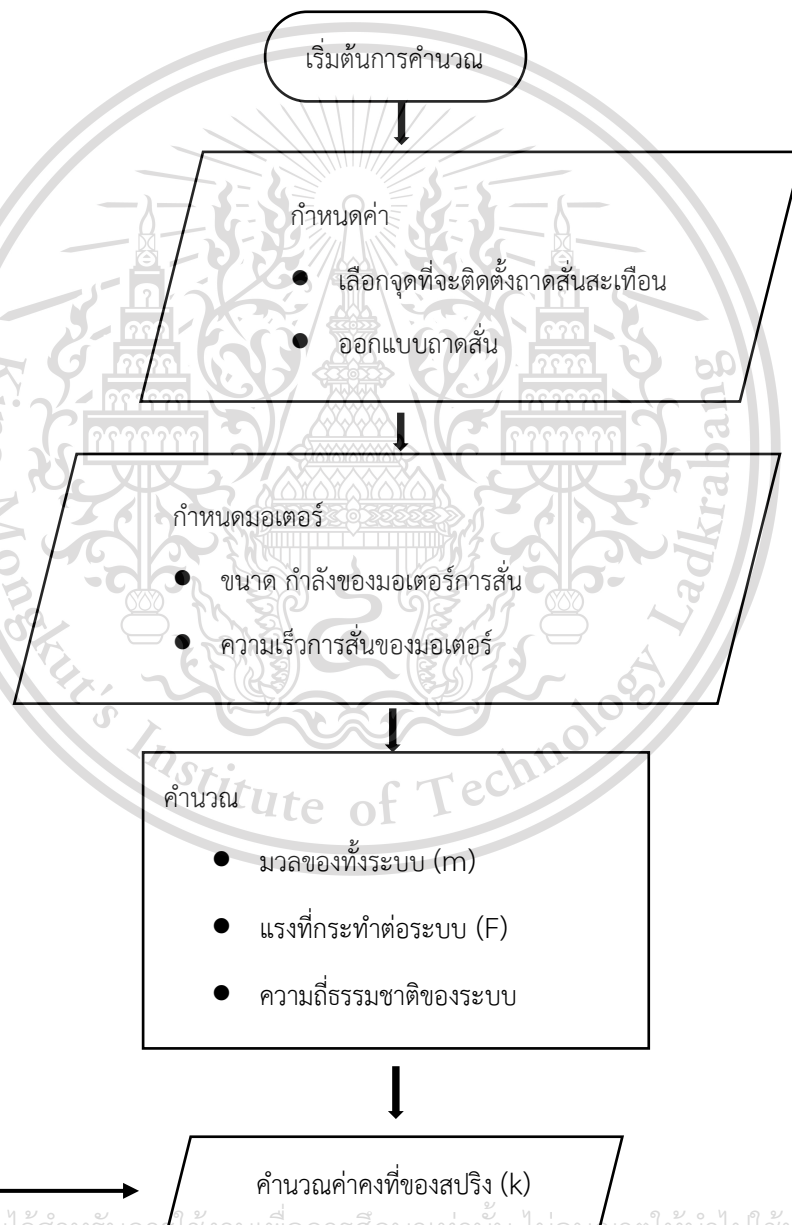 เริ่มต้นการคำนวณ
กำหนดค่า
● เลือกจุดที่จะติดตั้งถาดสั่นสะเทือน
● ออกแบบถาดสั่น
กำหนดมอเตอร์
● ขนาด กำลังของมอเตอร์การสั่น
● ความเร็วการสั่นของมอเตอร์
คำนวณ
● มวลของทั้งระบบ (m)
● แรงที่กระทำต่อระบบ (F)
● ความถี่ธรรมชาติของระบบ
คำนวณค่าคงที่ของสปริง (k)
Mongkut's Institute of Technology Ladkrabang